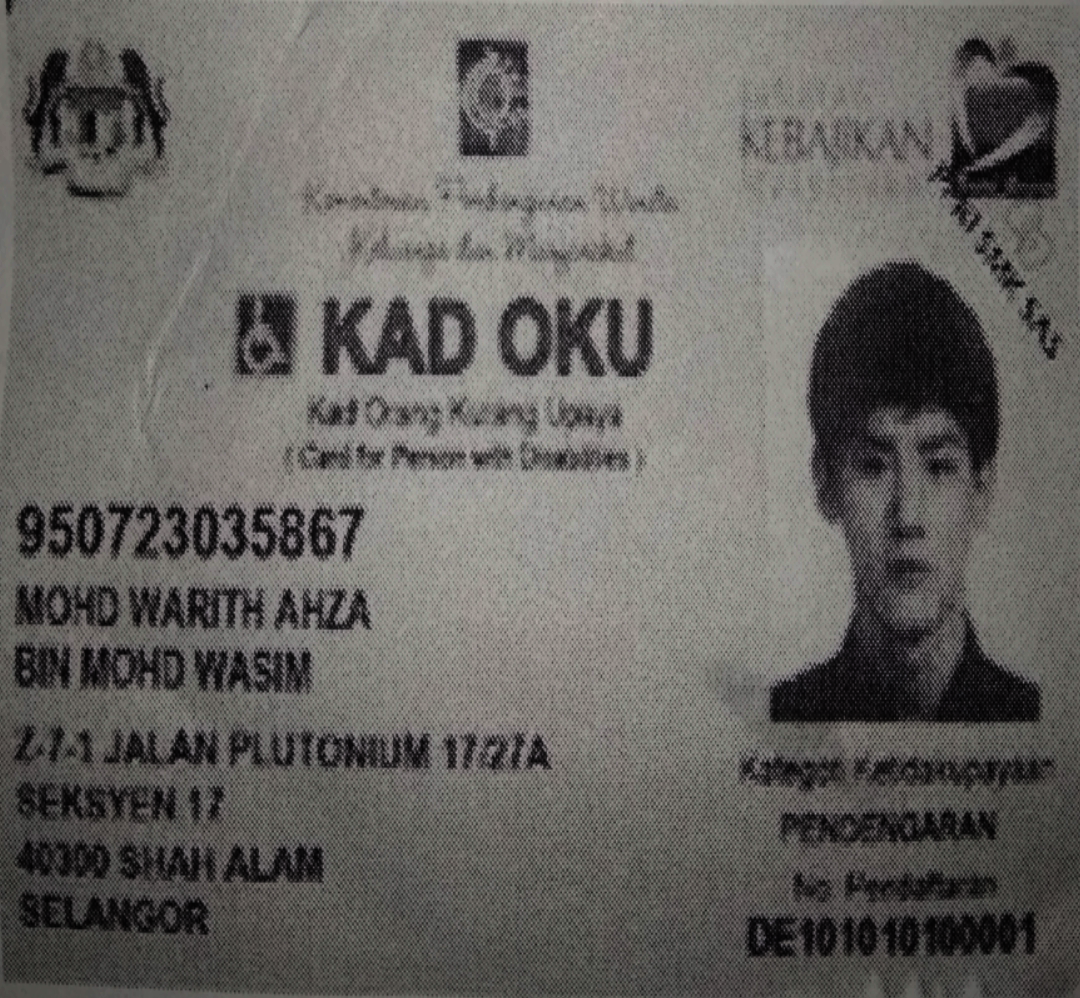 KEBAJIKAN
Kementerian Pembangunan Wanita
Keluarga dan Masyarakat
KAD OKU
Kad Orang Kurang Upaya
( Card for Person with Disabilities )
950723035867
MOHD WARITH AHZA
BIN MOHD WASIM
Z-7-1 JALAN PLUTONIUM 17/27A
SEKSYEN 17
40300 SHAH ALAM
SELANGOR
Kategori Ketidakupayaan
PENDENGARAN
No. Pendaftaran
DE101010100001